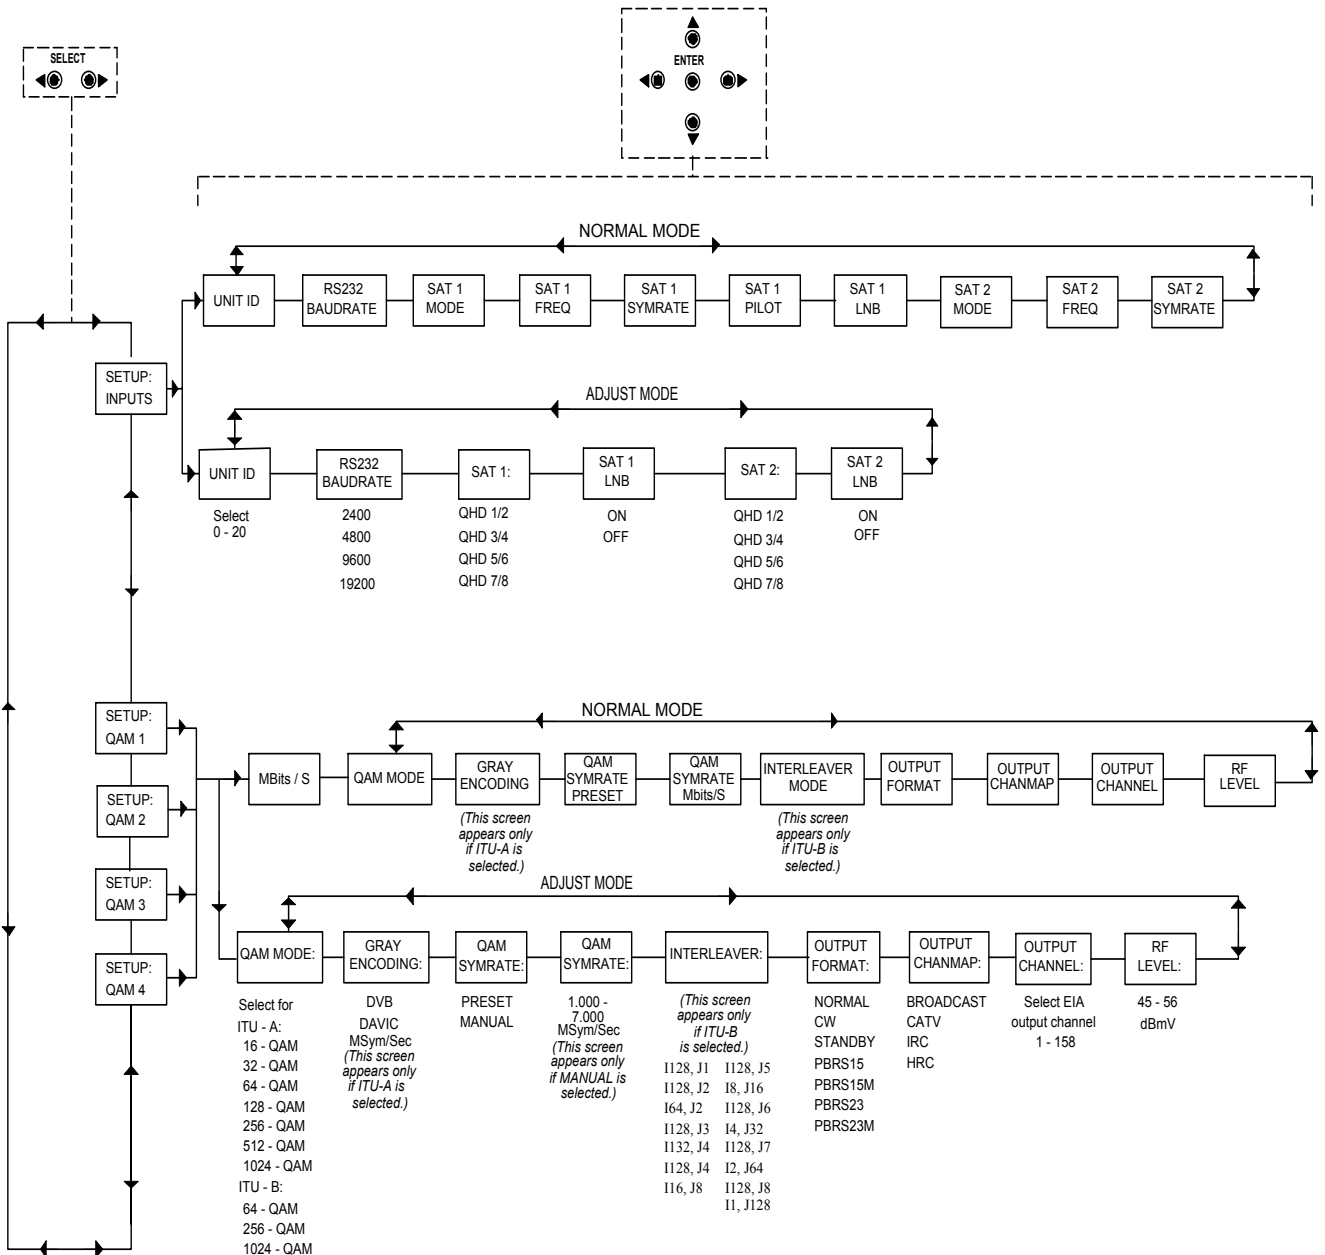 SELECT
ENTER
NORMAL MODE
UNIT ID
RS232
BAUDRATE
SAT 1
MODE
SAT 1
FREQ
SAT 1
SYMRATE
SAT 1
PILOT
SAT 1
LNB
SAT 2
MODE
SAT 2
FREQ
SAT 2
SYMRATE
SETUP:
INPUTS
ADJUST MODE
UNIT ID
Select
0 - 20
RS232
BAUDRATE
2400
4800
9600
19200
SAT 1:
QHD 1/2
QHD 3/4
QHD 5/6
QHD 7/8
SAT 1
LNB
ON
OFF
SAT 2:
QHD 1/2
QHD 3/4
QHD 5/6
QHD 7/8
SAT 2
LNB
ON
OFF
SETUP:
QAM 1
SETUP:
QAM 2
SETUP:
QAM 3
SETUP:
QAM 4
NORMAL MODE
MBits / S
QAM MODE
GRAY
ENCODING
(This screen
appears only
if ITU-A is
selected.)
QAM
SYMRATE
PRESET
QAM
SYMRATE
Mbits/S
INTERLEAVER
MODE
(This screen
appears only
if ITU-B is
selected.)
OUTPUT
FORMAT
OUTPUT
CHANMAP
OUTPUT
CHANNEL
RF
LEVEL
ADJUST MODE
QAM MODE:
Select for
ITU - A:
16 - QAM
32 - QAM
64 - QAM
128 - QAM
256 - QAM
512 - QAM
1024 - QAM
ITU - B:
64 - QAM
256 - QAM
1024 - QAM
GRAY
ENCODING:
DVB
DAVIC
MSym/Sec
(This screen
appears only
if ITU-A is
selected.)
QAM
SYMRATE:
PRESET
MANUAL
QAM
SYMRATE:
1.000 -
7.000
MSym/Sec
(This screen
appears only
if MANUAL is
selected.)
INTERLEAVER:
(This screen
appears only
if ITU-B
is selected.)
I128, J1 I128, J5
I128, J2 I8, J16
I64, J2 I128, J6
I128, J3 I4, J32
I132, J4 I128, J7
I128, J4 I2, J64
I16, J8 I128, J8
I1, J128
OUTPUT
FORMAT:
NORMAL
CW
STANDBY
PBRS15
PBRS15M
PBRS23
PBRS23M
OUTPUT
CHANMAP:
BROADCAST
CATV
IRC
HRC
OUTPUT
CHANNEL:
Select EIA
output channel
1 - 158
RF
LEVEL:
45 - 56
dBmV